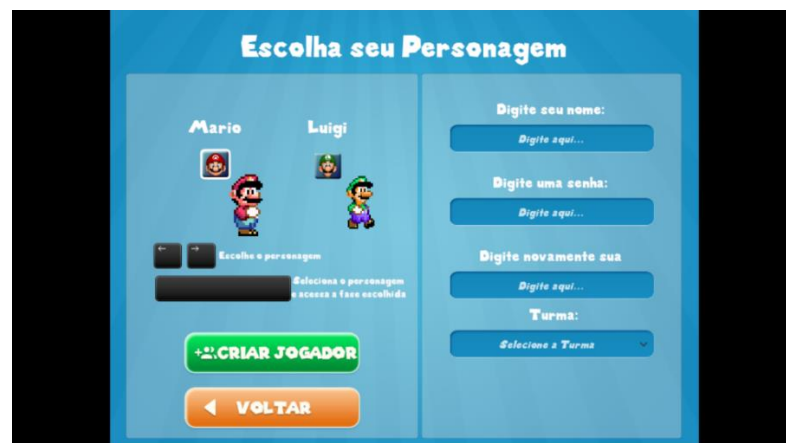 Escolha seu Personagem
Mario
Luigi
← →
Escolhe o personagem
Seleciona o personagem
e acessa a fase escolhida
CRIAR JOGADOR
VOLTAR
Digite seu nome:
Digite aqui...
Digite uma senha:
Digite aqui...
Digite novamente sua
Digite aqui...
Turma:
Selecione a Turma